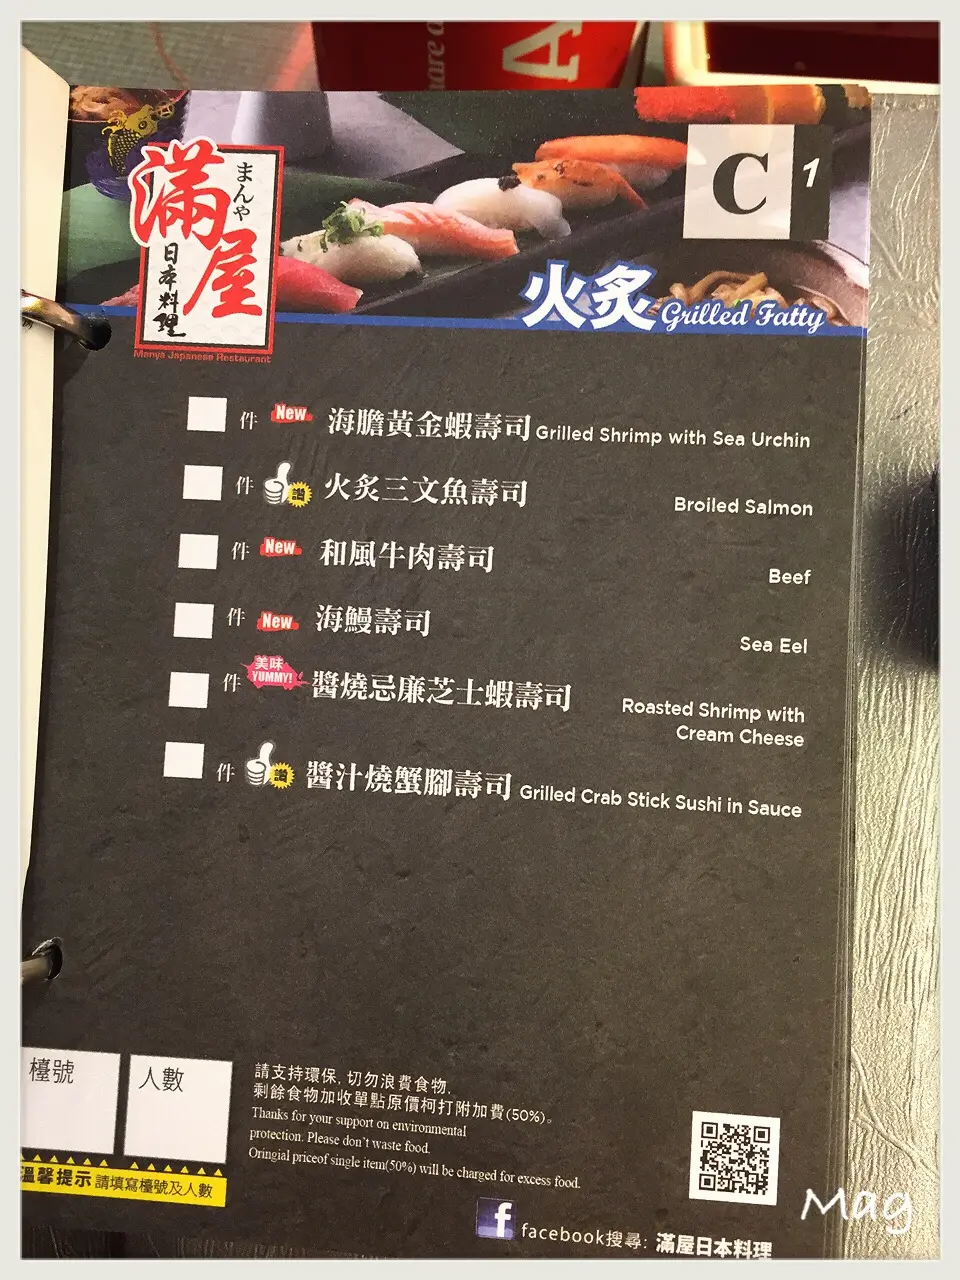 A
C
1
滿屋
まんや
日本料理
Manya Japanese Restaurant
火炙 Grilled Fatty
件 New 海膽黃金蝦壽司 Grilled Shrimp with Sea Urchin
件 讃 火炙三文魚壽司 Broiled Salmon
件 New 和風牛肉壽司 Beef
件 New 海鰻壽司 Sea Eel
件 美味 YUMMY! 醬燒忌廉芝士蝦壽司 Roasted Shrimp with
Cream Cheese
件 讃 醬汁燒蟹腳壽司 Grilled Crab Stick Sushi in Sauce
檯號
人數
溫馨提示 請填寫檯號及人數
請支持環保, 切勿浪費食物,
剩餘食物加收單點原價柯打附加費(50%)。
Thanks for your support on environmental
protection. Please don't waste food.
Oringial priceof single item(50%) will be charged for excess food.
f facebook搜尋: 滿屋日本料理
Mag